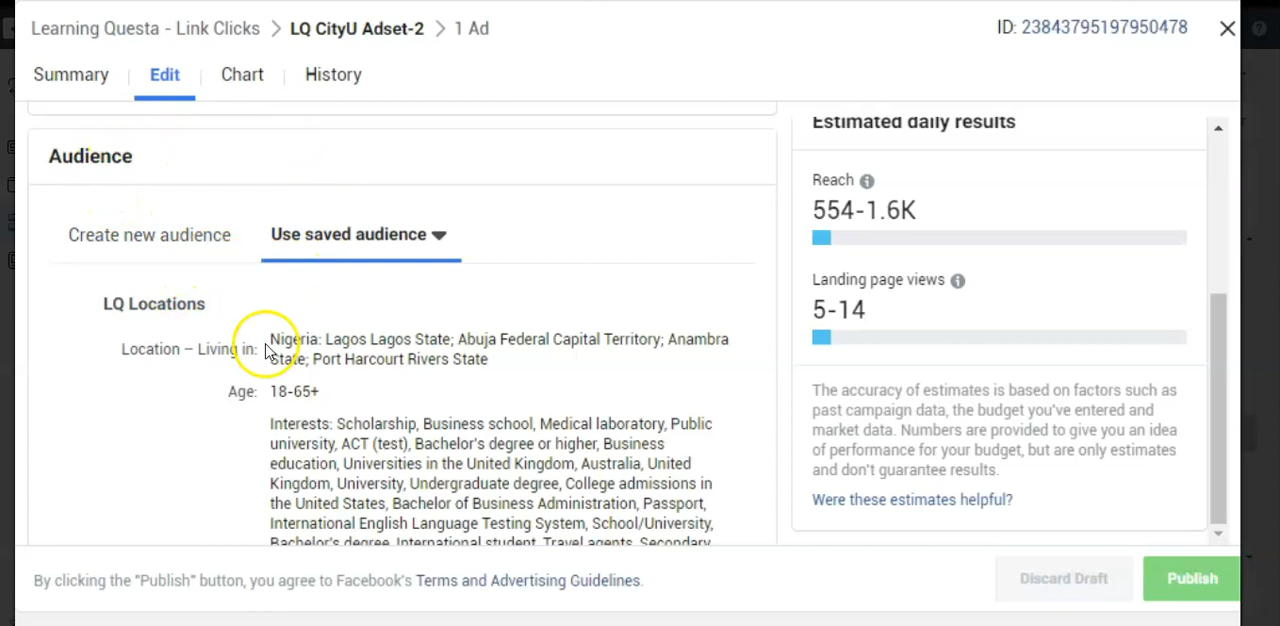 Learning Questa - Link Clicks > LQ CityU Adset-2 > 1 Ad
ID: 23843795197950478
Summary Edit Chart History
Audience
Create new audience Use saved audience
LQ Locations
Location – Living in: Nigeria: Lagos Lagos State; Abuja Federal Capital Territory; Anambra
State; Port Harcourt Rivers State
Age: 18-65+
Interests: Scholarship, Business school, Medical laboratory, Public
university, ACT (test), Bachelor's degree or higher, Business
education, Universities in the United Kingdom, Australia, United
Kingdom, University, Undergraduate degree, College admissions in
the United States, Bachelor of Business Administration, Passport,
International English Language Testing System, School/University,
Bachelor's degree, International student, Travel agents, Secondary
Estimated daily results
Reach
554-1.6K
Landing page views
5-14
The accuracy of estimates is based on factors such as
past campaign data, the budget you've entered and
market data. Numbers are provided to give you an idea
of performance for your budget, but are only estimates
and don't guarantee results.
Were these estimates helpful?
By clicking the "Publish" button, you agree to Facebook's Terms and Advertising Guidelines.
Discard Draft
Publish